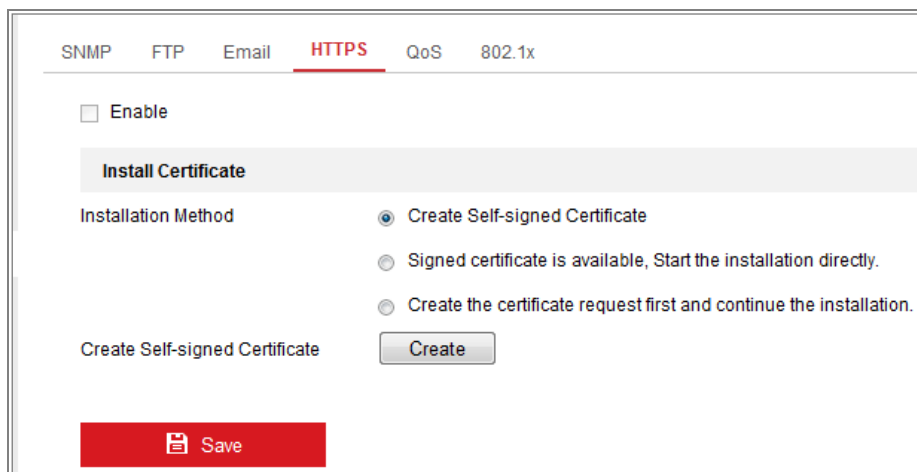 SNMP FTP Email HTTPS QoS 802.1x
Enable
Install Certificate
Installation Method Create Self-signed Certificate
Signed certificate is available, Start the installation directly.
Create the certificate request first and continue the installation.
Create Self-signed Certificate Create
Save